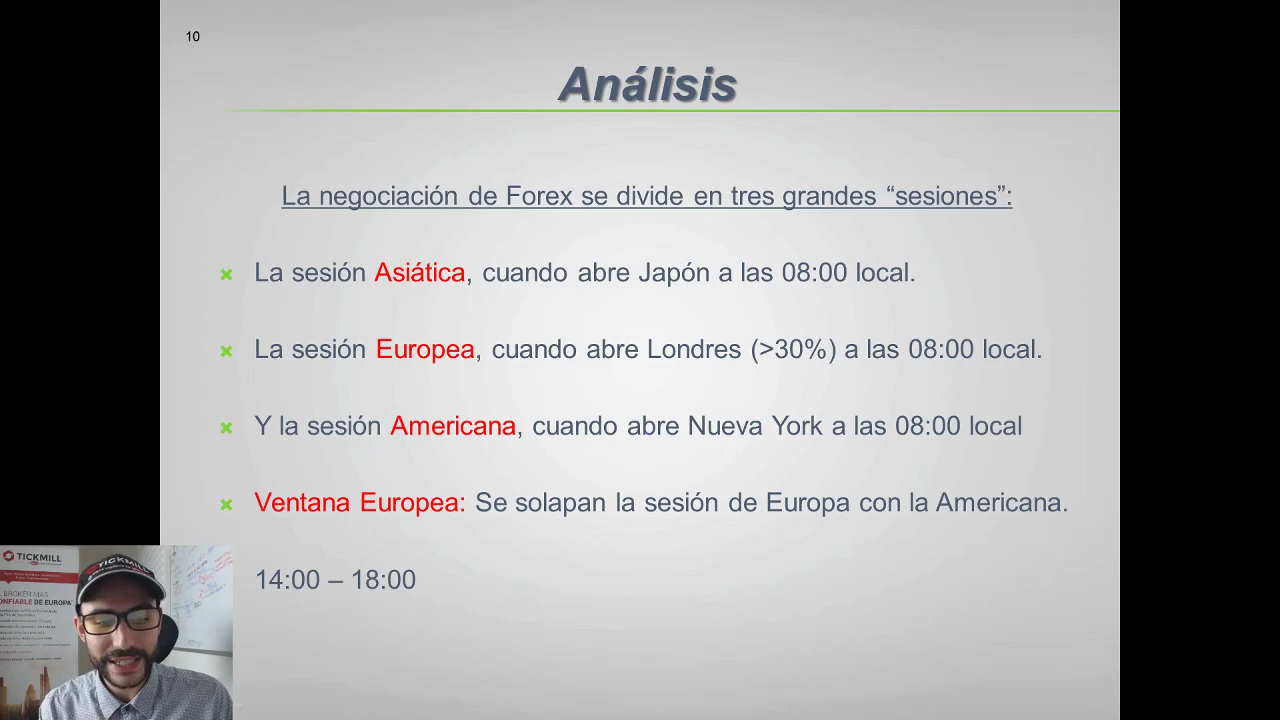 10
Análisis
La negociación de Forex se divide en tres grandes “sesiones”:
La sesión Asiática, cuando abre Japón a las 08:00 local.
La sesión Europea, cuando abre Londres (>30%) a las 08:00 local.
Y la sesión Americana, cuando abre Nueva York a las 08:00 local
Ventana Europea: Se solapan la sesión de Europa con la Americana.
14:00 – 18:00
TICKMILL
TICKMILL
L BROKER MÁS
ONFIABLE DE EUROPA